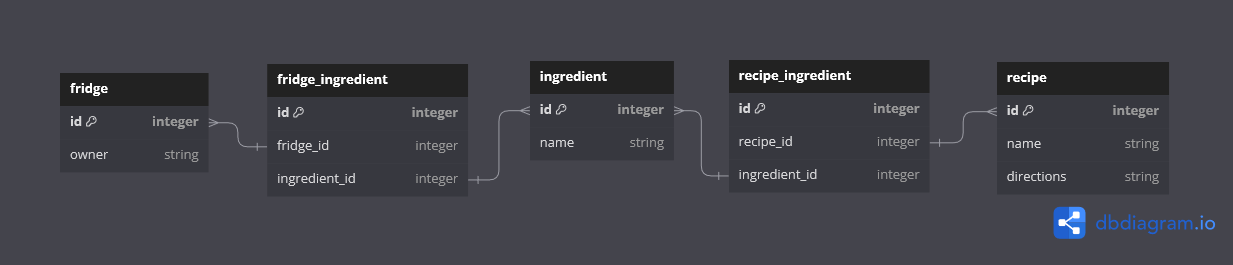 fridge
id integer
owner string
fridge_ingredient
id integer
fridge_id integer
ingredient_id integer
ingredient
id integer
name string
recipe_ingredient
id integer
recipe_id integer
ingredient_id integer
recipe
id integer
name string
directions string
dbdiagram.io